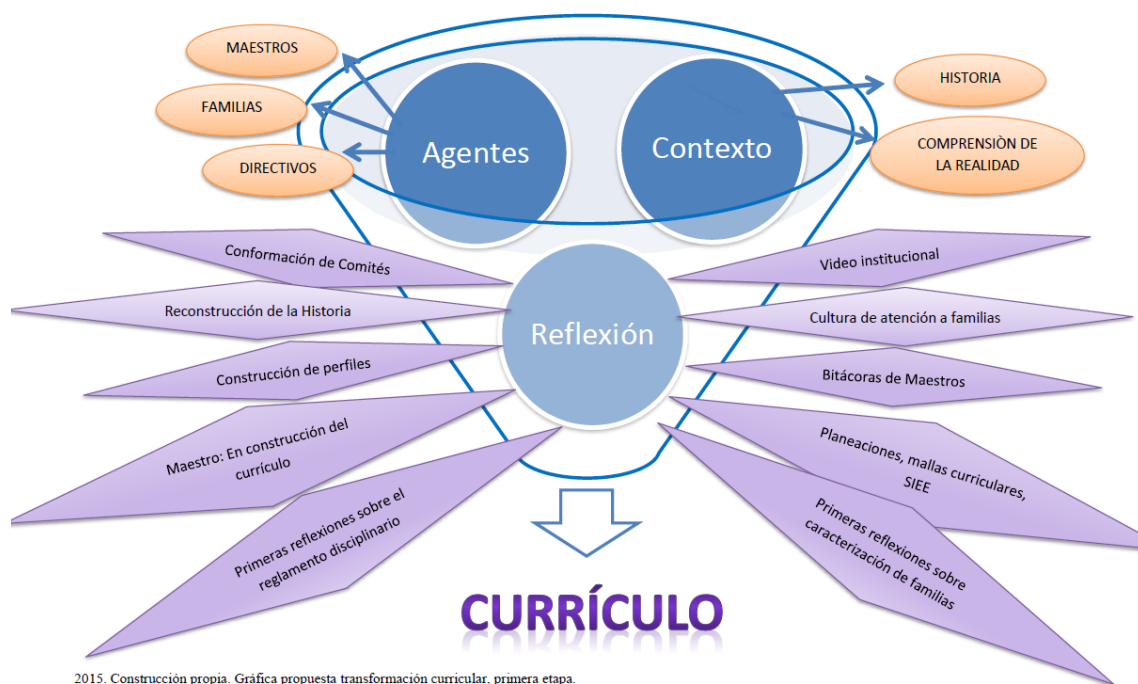 MAESTROS
FAMILIAS
DIRECTIVOS
Agentes
Contexto
HISTORIA
COMPRENSIÒN DE
LA REALIDAD
Conformación de Comités
Reconstrucción de la Historia
Construcción de perfiles
Maestro: En construcción del
currículo
Primeras reflexiones sobre el
reglamento disciplinario
Reflexión
Video institucional
Cultura de atención a familias
Bitácoras de Maestros
Planeaciones, mallas curriculares,
SIEE
Primeras reflexiones sobre
caracterización de familias
CURRÍCULO
2015. Construcción propia. Gráfica propuesta transformación curricular, primera etapa.